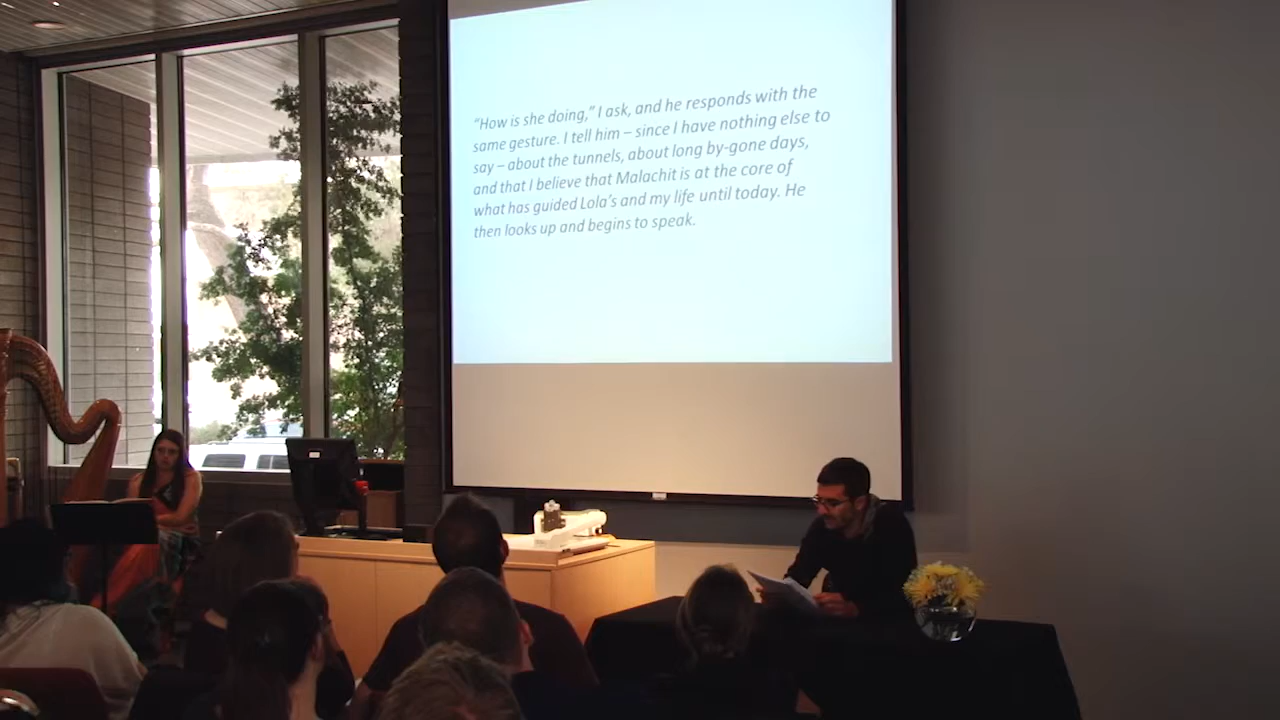 “How is she doing,” I ask, and he responds with the
same gesture. I tell him – since I have nothing else to
say – about the tunnels, about long by-gone days,
and that I believe that Malachit is at the core of
what has guided Lola’s and my life until today. He
then looks up and begins to speak.